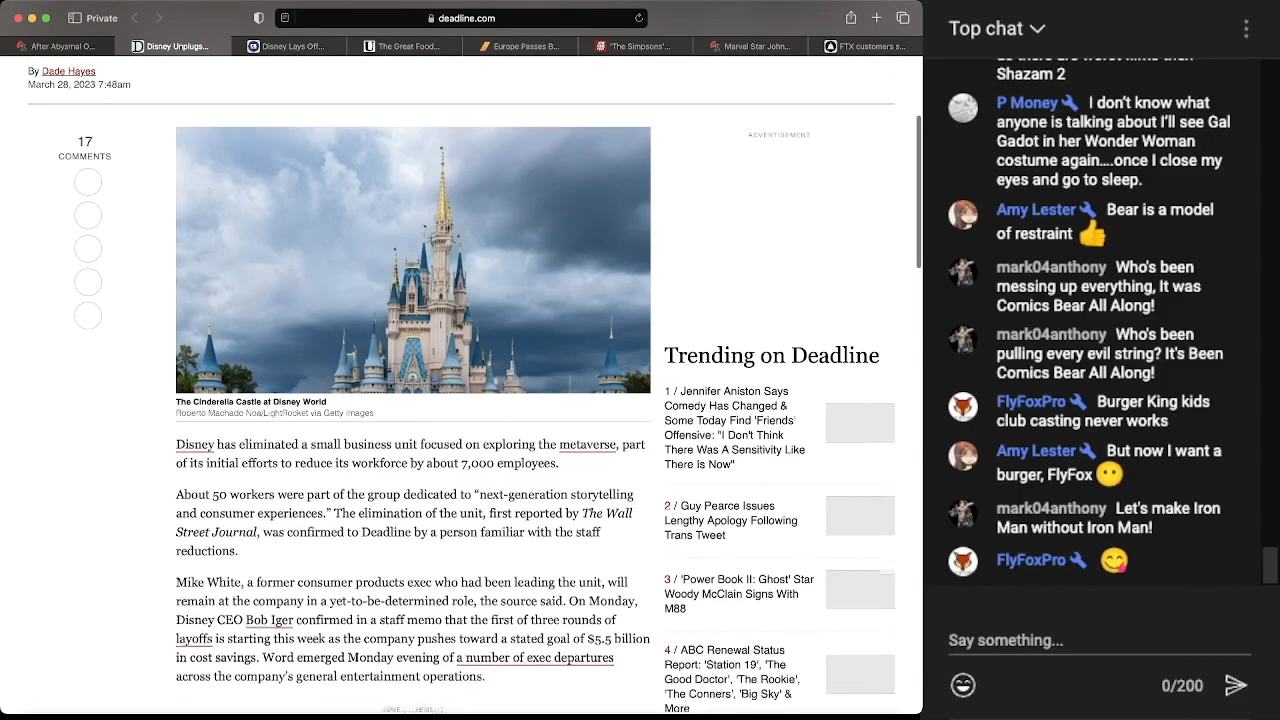 Private
deadline.com
After Abysmal O...
Disney Unplugs...
Disney Lays Off...
The Great Food...
Europe Passes B...
'The Simpsons'...
Marvel Star John...
FTX customers s...
By Dade Hayes
March 28, 2023 7:48am
17
COMMENTS
ADVERTISEMENT
The Cinderella Castle at Disney World
Roberto Machado Noa/LightRocket via Getty Images
Disney has eliminated a small business unit focused on exploring the metaverse, part
of its initial efforts to reduce its workforce by about 7,000 employees.
About 50 workers were part of the group dedicated to “next-generation storytelling
and consumer experiences.” The elimination of the unit, first reported by The Wall
Street Journal, was confirmed to Deadline by a person familiar with the staff
reductions.
Mike White, a former consumer products exec who had been leading the unit, will
remain at the company in a yet-to-be-determined role, the source said. On Monday,
Disney CEO Bob Iger confirmed in a staff memo that the first of three rounds of
layoffs is starting this week as the company pushes toward a stated goal of $5.5 billion
in cost savings. Word emerged Monday evening of a number of exec departures
across the company's general entertainment operations.
Trending on Deadline
1 / Jennifer Aniston Says
Comedy Has Changed &
Some Today Find 'Friends'
Offensive: "I Don't Think
There Was A Sensitivity Like
There Is Now"
2 / Guy Pearce Issues
Lengthy Apology Following
Trans Tweet
3 / 'Power Book II: Ghost' Star
Woody McClain Signs With
M88
4 / ABC Renewal Status
Report: 'Station 19', 'The
Good Doctor', 'The Rookie',
'The Conners', 'Big Sky' &
More
Top chat
Shazam 2
P Money I don't know what
anyone is talking about I'll see Gal
Gadot in her Wonder Woman
costume again....once I close my
eyes and go to sleep.
Amy Lester Bear is a model
of restraint 👍
mark04anthony Who's been
messing up everything, It was
Comics Bear All Along!
mark04anthony Who's been
pulling every evil string? It's Been
Comics Bear All Along!
FlyFoxPro Burger King kids
club casting never works
Amy Lester But now I want a
burger, FlyFox 😶
mark04anthony Let's make Iron
Man without Iron Man!
FlyFoxPro 😋
Say something...
0/200